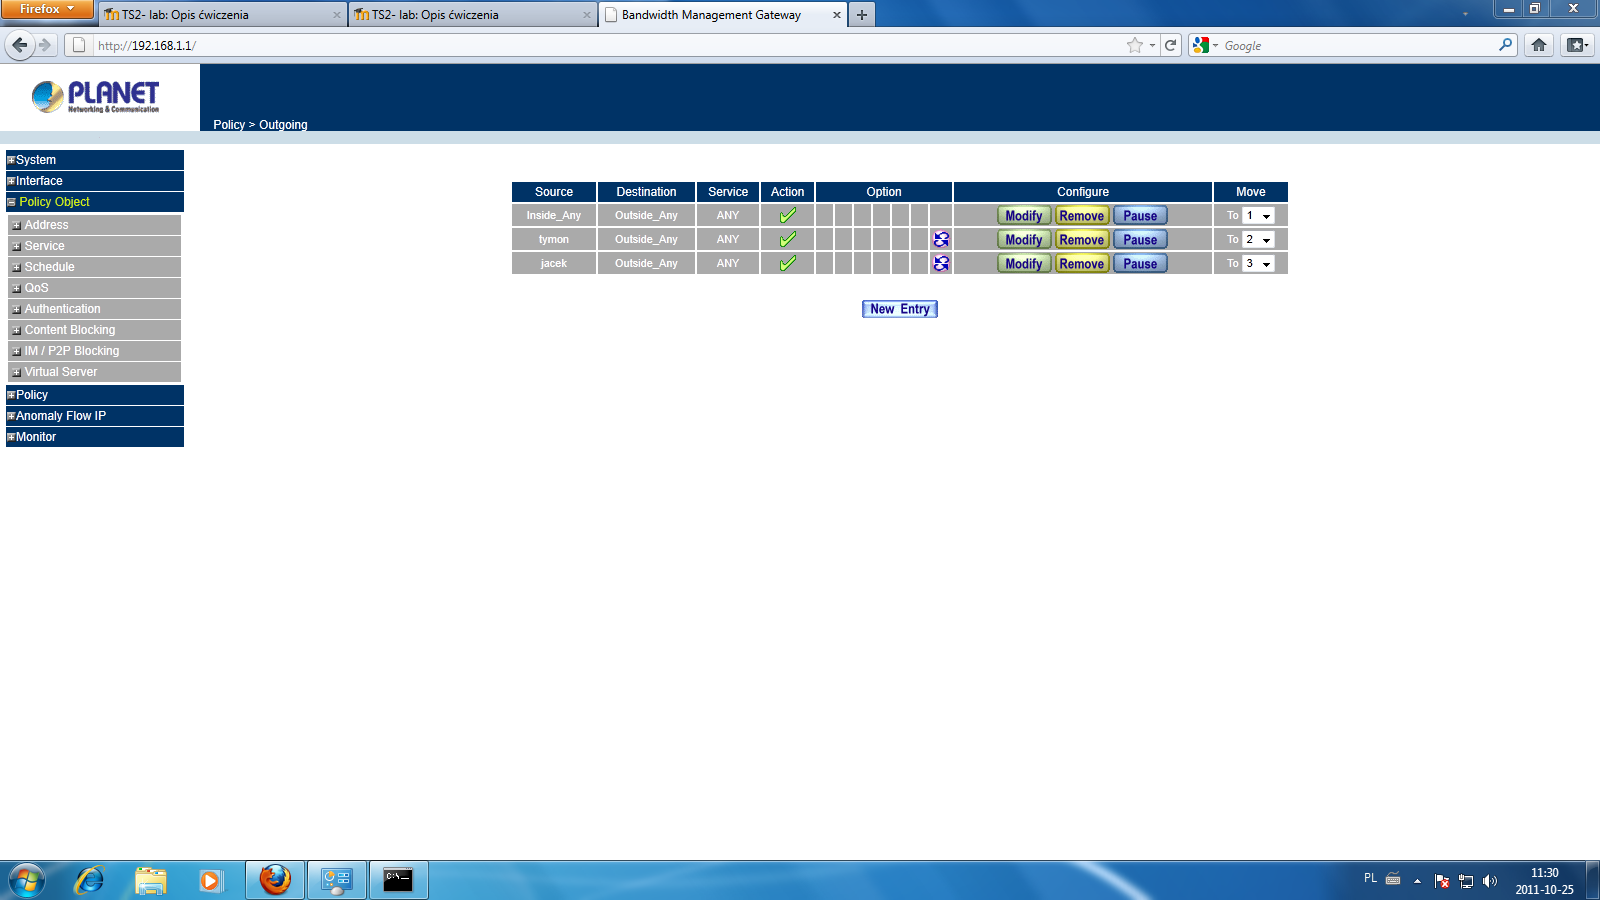 Firefox
TS2- lab: Opis ćwiczenia
TS2- lab: Opis ćwiczenia
Bandwidth Management Gateway
http://192.168.1.1/
Google
PLANET
Networking & Communication
Policy > Outgoing
System
Interface
Policy Object
Address
Service
Schedule
QoS
Authentication
Content Blocking
IM / P2P Blocking
Virtual Server
Policy
Anomaly Flow IP
Monitor
Source Destination Service Action Option Configure Move
Inside_Any Outside_Any ANY Modify Remove Pause To 1
tymon Outside_Any ANY Modify Remove Pause To 2
jacek Outside_Any ANY Modify Remove Pause To 3
New Entry
C:\_
PL
11:30
2011-10-25